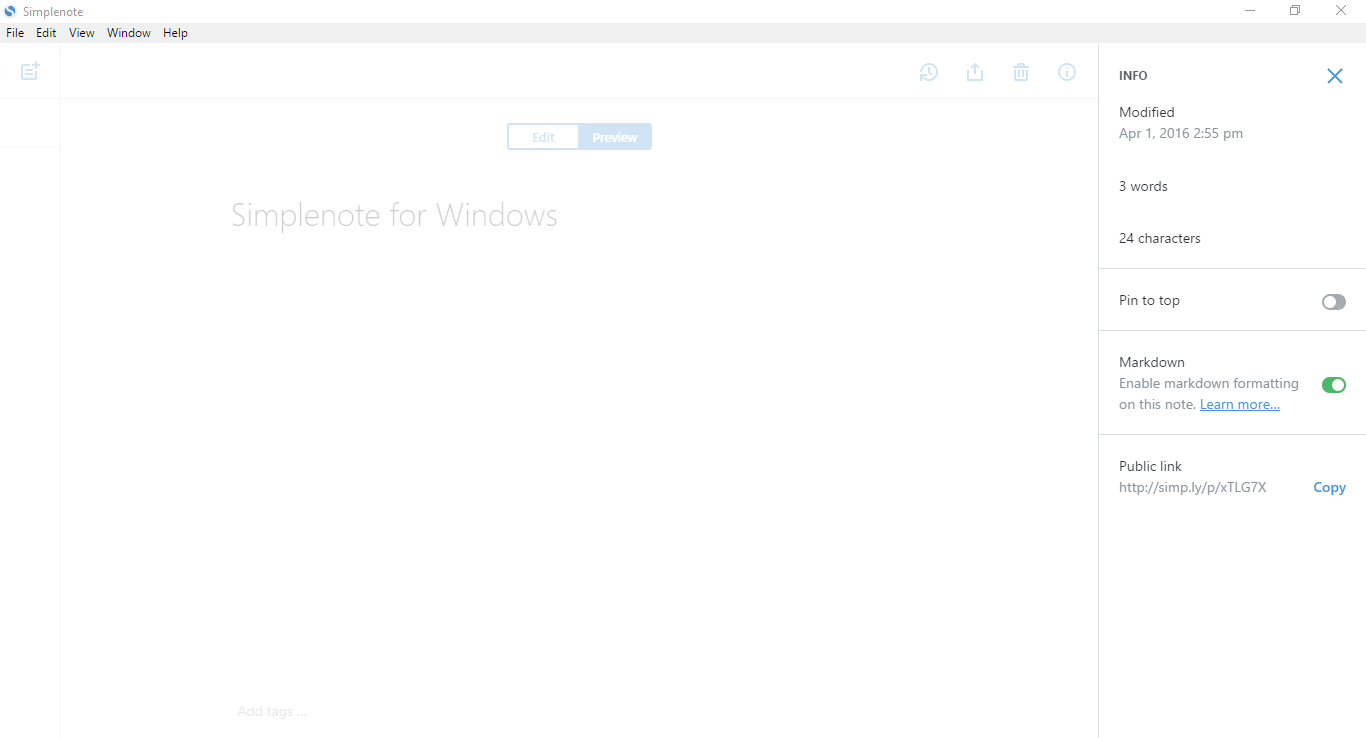 Simplenote
File Edit View Window Help
Edit Preview
Simplenote for Windows
Add tags ...
INFO
Modified
Apr 1, 2016 2:55 pm
3 words
24 characters
Pin to top
Markdown
Enable markdown formatting
on this note. Learn more...
Public link
http://simp.ly/p/xTLG7X Copy